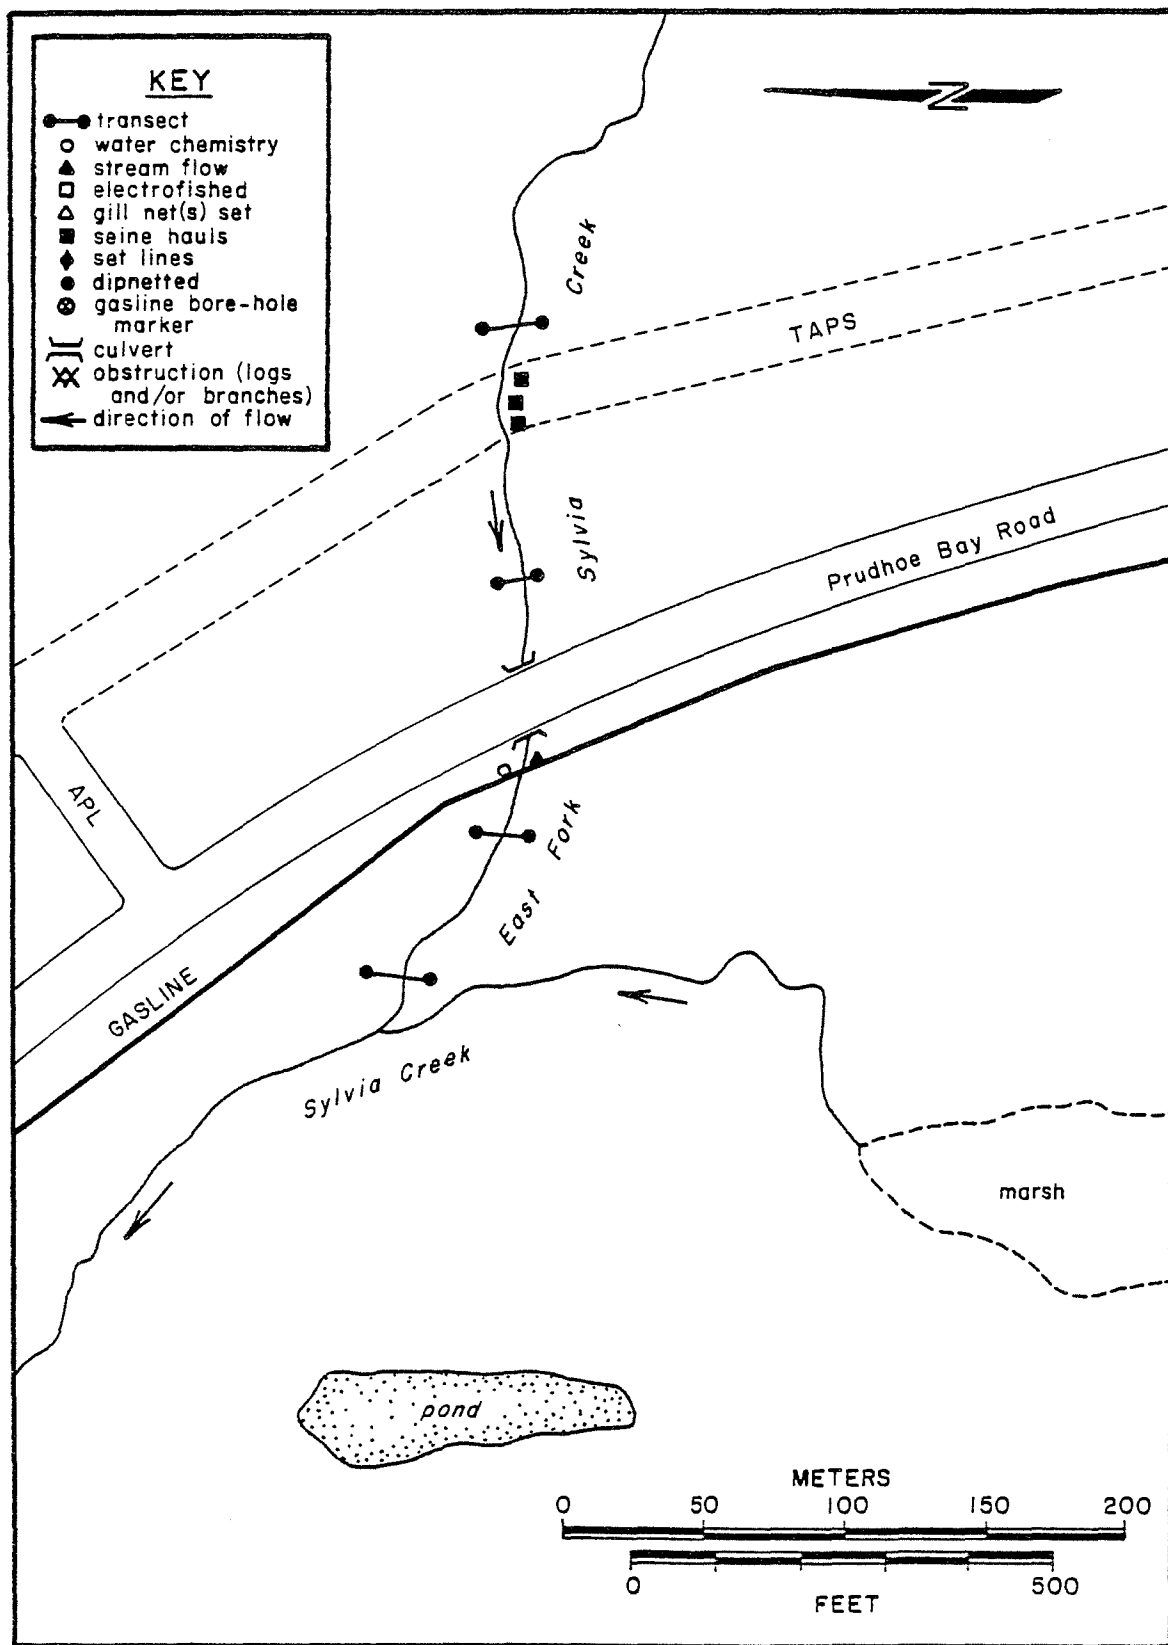 KEY
transect
water chemistry
stream flow
electrofished
gill net(s) set
seine hauls
set lines
dipnetted
gasline bore-hole
marker
culvert
obstruction (logs
and/or branches)
direction of flow
N
Creek
TAPS
Sylvia
Prudhoe Bay Road
APL
East Fork
GASLINE
Sylvia Creek
marsh
pond
METERS
0 50 100 150 200
0 500
FEET